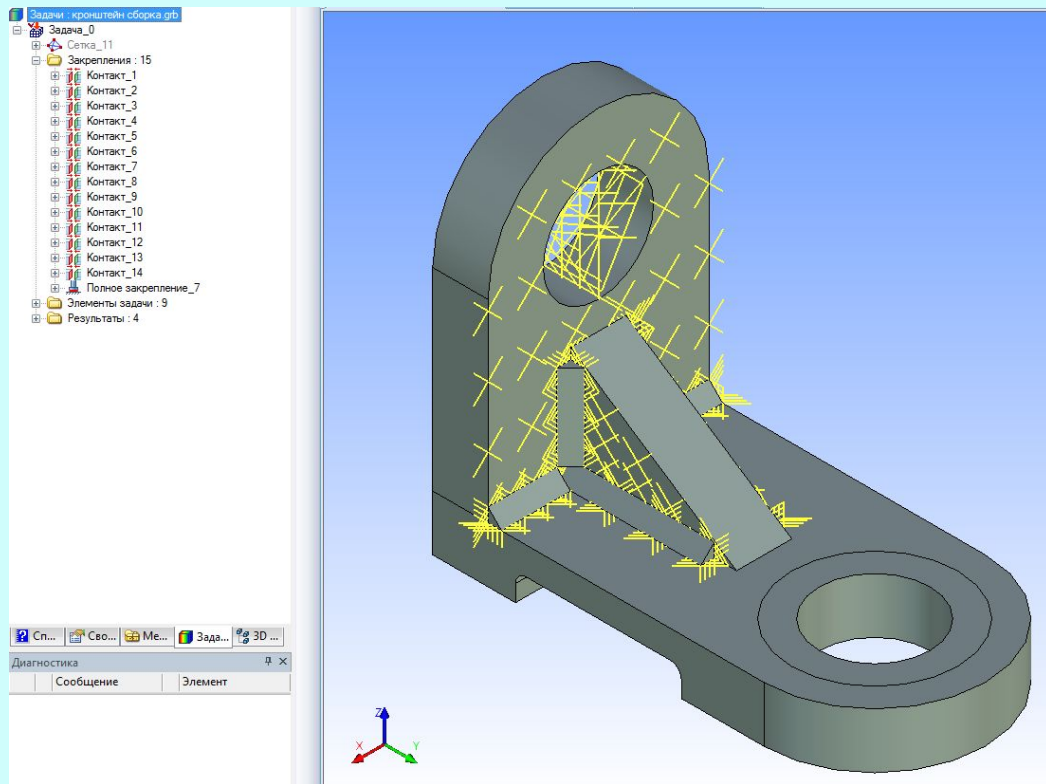 Задачи : кронштейн сборка.grb
Задача_0
Сетка_11
Закрепления : 15
Контакт_1
Контакт_2
Контакт_3
Контакт_4
Контакт_5
Контакт_6
Контакт_7
Контакт_8
Контакт_9
Контакт_10
Контакт_11
Контакт_12
Контакт_13
Контакт_14
Полное закрепление_7
Элементы задачи : 9
Результаты : 4
Сп... Сво... Ме... Зада... 3D ...
Диагностика
Сообщение Элемент
Z
X Y